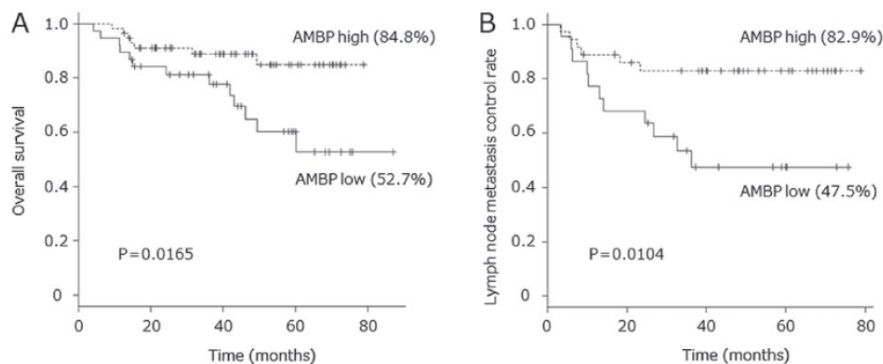 A
1.0
0.8
0.6
0.4
0.2
0
0
20
40
60
80
Overall survival
Time (months)
AMBP high (84.8%)
AMBP low (52.7%)
P=0.0165
B
1.0
0.8
0.6
0.4
0.2
0
0
20
40
60
80
Lymph node metastasis control rate
Time (months)
AMBP high (82.9%)
AMBP low (47.5%)
P=0.0104